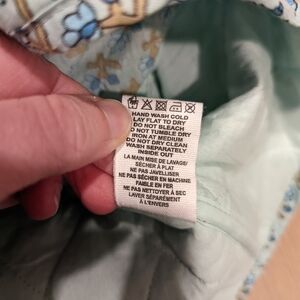 HAND WASH COLD
LAY FLAT TO DRY
DO NOT BLEACH
DO NOT TUMBLE DRY
IRON AT MEDIUM
DO NOT DRY CLEAN
WASH SEPARATELY
INSIDE OUT
LA MAIN MISE DE LAVAGE/
SÉCHER À PLAT
NE PAS JAVELLISER
NE PAS SÉCHER EN MACHINE
FAIBLE EN FER
NE PAS NETTOYER À SEC
LAVER SÉPARÉMENT
À L'ENVERS